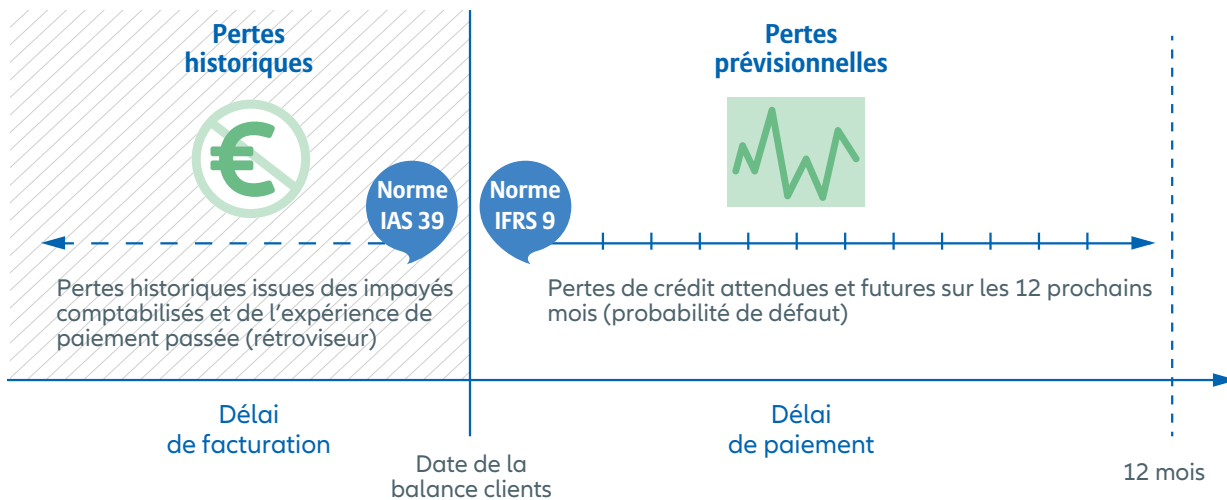 Pertes
historiques
Pertes
prévisionnelles
€
Norme
IAS 39
Norme
IFRS 9
Pertes historiques issues des impayés
comptabilisés et de l'expérience de
paiement passée (rétroviseur)
Pertes de crédit attendues et futures sur les 12 prochains
mois (probabilité de défaut)
Délai
de facturation
Délai
de paiement
Date de la
balance clients
12 mois